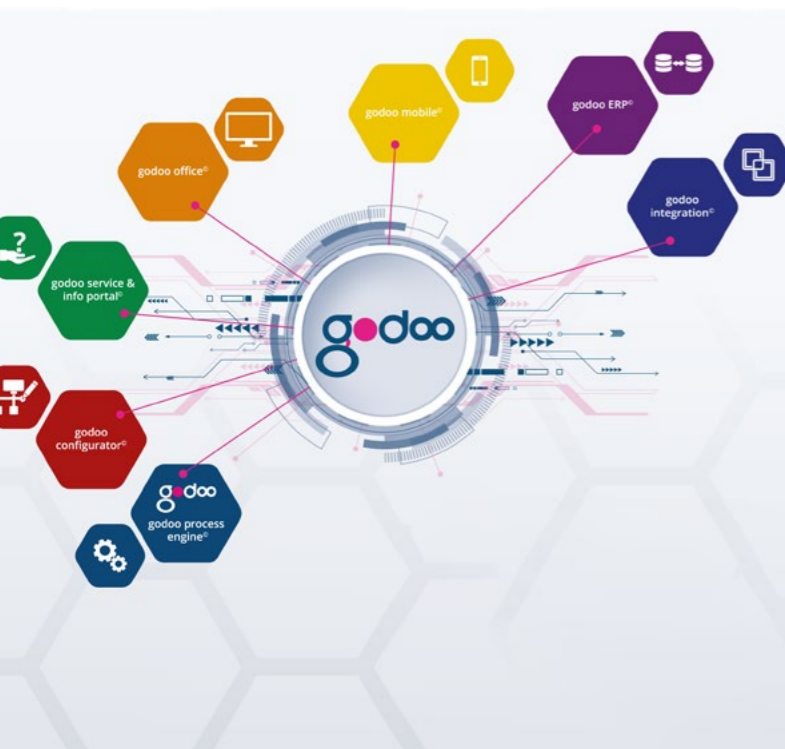 godoo mobile©
godoo ERP©
godoo office©
godoo
integration©
godoo service &
info portal©
?
godoo
godoo
configurator©
godoo
godoo process
engine©